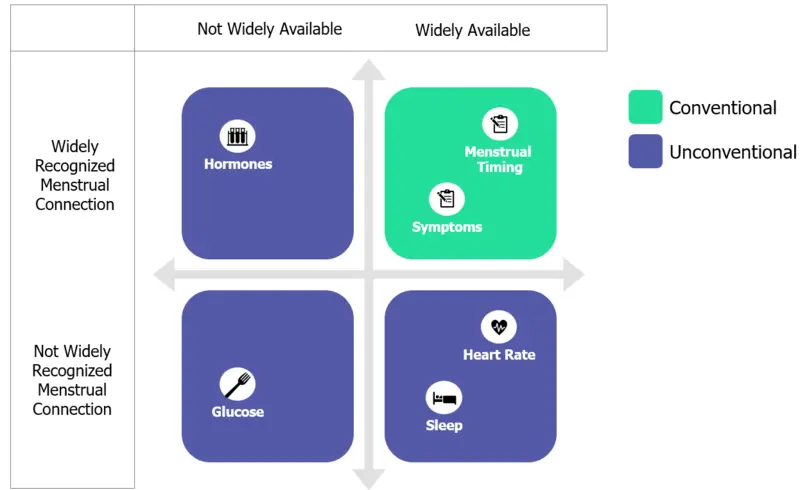 Not Widely Available
Widely Available
Widely
Recognized
Menstrual
Connection
Hormones
Menstrual
Timing
Symptoms
Conventional
Unconventional
Not Widely
Recognized
Menstrual
Connection
Glucose
Heart Rate
Sleep